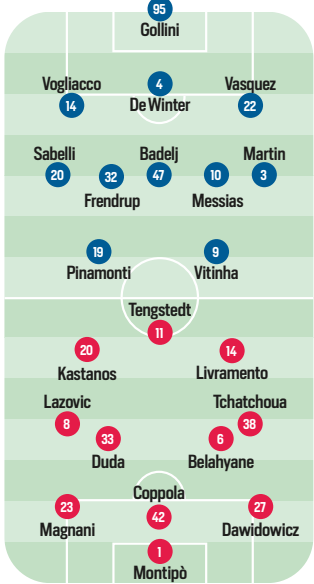 95
Gollini
Vogliacco
4
Vasquez
14
De Winter
22
Sabelli
Badelj
Martin
20
32
47
10
3
Frendrup
Messias
19
9
Pinamonti
Vitinha
Tengstedt
11
20
14
Kastanos
Livramento
Lazovic
Tchatchoua
8
33
6
38
Duda
Belahyane
Coppola
23
42
27
Magnani
Dawidowicz
1
Montipò